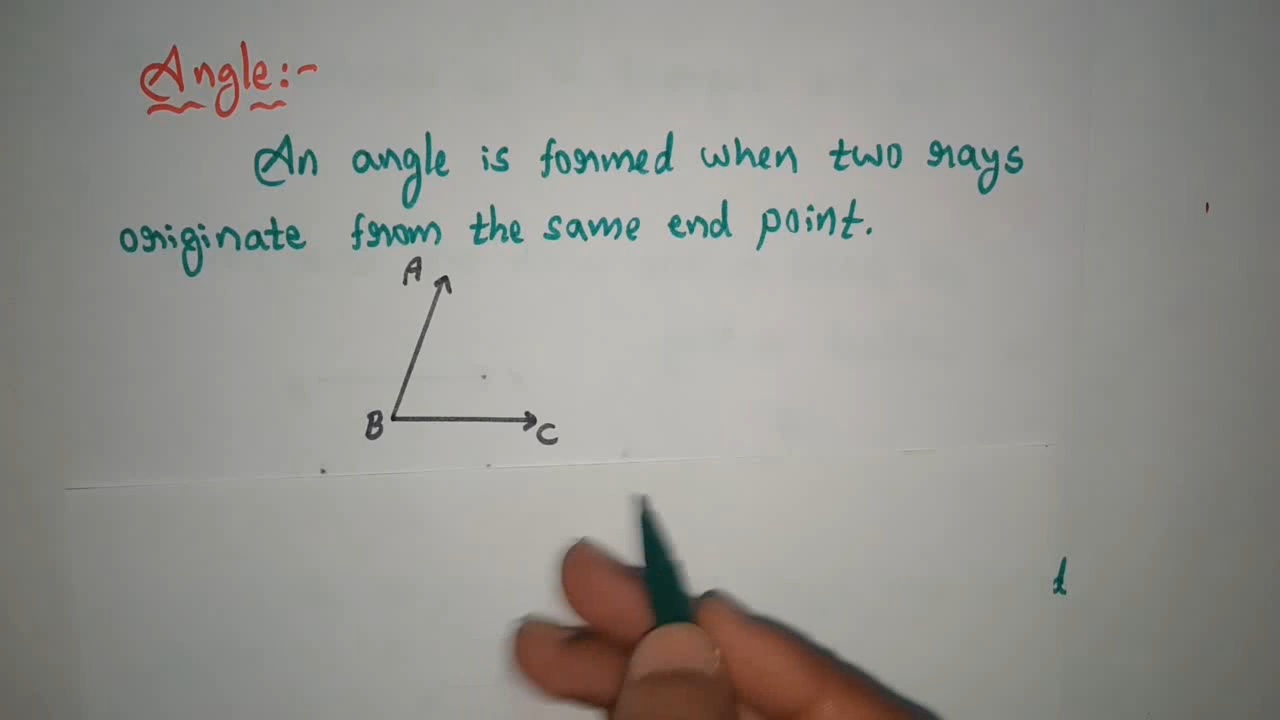 Angle:-
An angle is formed when two rays
originate from the same end point.
A
B
C